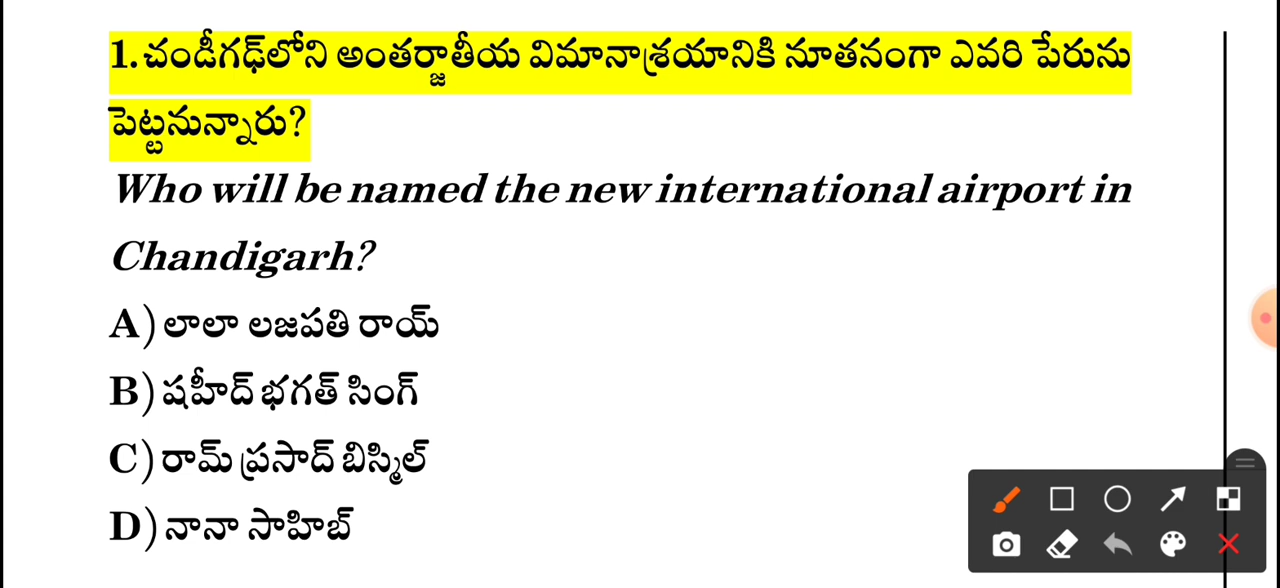 1.చండీగఢ్‌లోని అంతర్జాతీయ విమానాశ్రయానికి నూతనంగా ఎవరి పేరును
పెట్టనున్నారు?
Who will be named the new international airport in
Chandigarh?
A) లాలా లజపతి రాయ్
B) షహీద్ భగత్ సింగ్
C) రామ్ ప్రసాద్ బిస్మిల్
D) నానా సాహిబ్